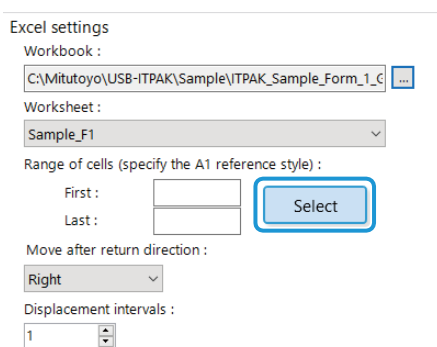 Excel settings
Workbook :
C:\Mitutoyo\USB-ITPAK\Sample\ITPAK_Sample_Form_1_G ...
Worksheet :
Sample_F1
Range of cells (specify the A1 reference style) :
First :
Select
Last :
Move after return direction :
Right
Displacement intervals :
1